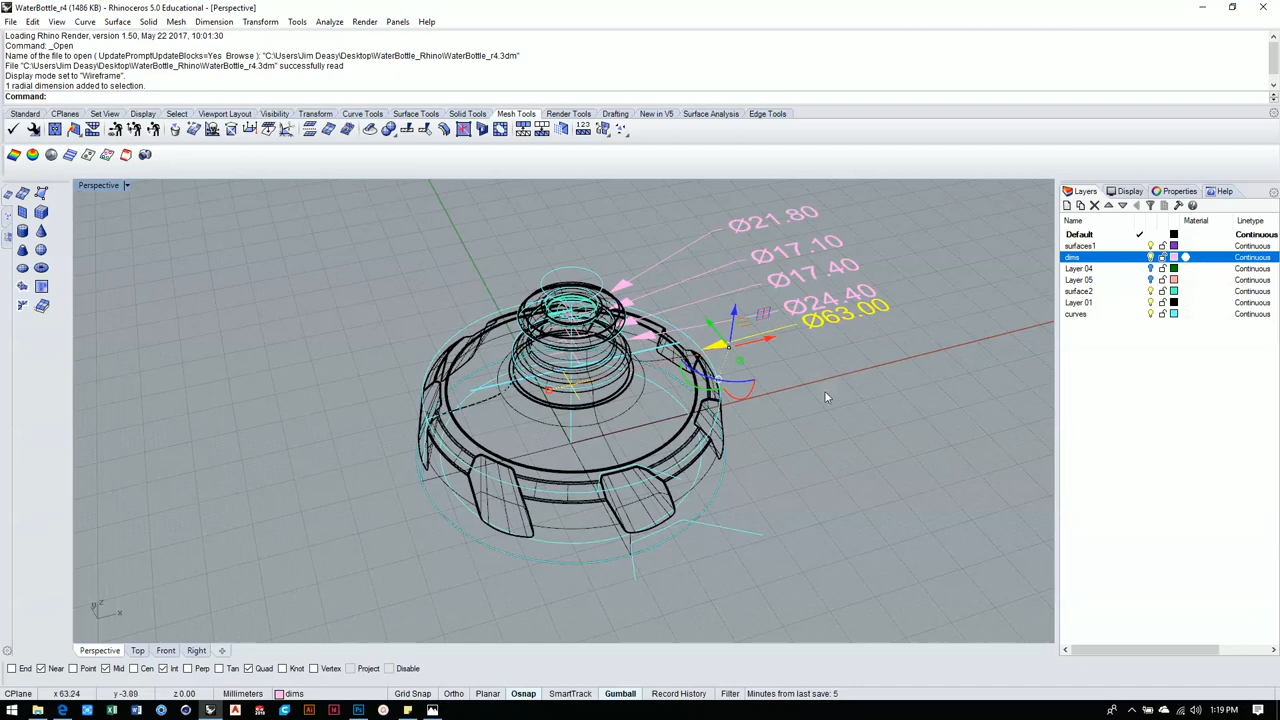 WaterBottle_r4 (1486 KB) - Rhinoceros 5.0 Educational - [Perspective]
File Edit View Curve Surface Solid Mesh Dimension Transform Tools Analyze Render Panels Help
Loading Rhino Render, version 1.50, May 22 2017, 10:01:30
Command: _Open
Name of the file to open ( UpdatePromptUpdateBlocks=Yes Browse ): "C:\Users\Jim Deasy\Desktop\WaterBottle_Rhino\WaterBottle_r4.3dm"
File "C:\Users\Jim Deasy\Desktop\WaterBottle_Rhino\WaterBottle_r4.3dm" successfully read
Display mode set to "Wireframe".
1 radial dimension added to selection.
Command:
Standard CPlanes Set View Display Select Viewport Layout Visibility Transform Curve Tools Surface Tools Solid Tools Mesh Tools Render Tools Drafting New in V5 Surface Analysis Edge Tools
Perspective
Layers Display Properties Help
Name Material Linetype
Default Continuous
surfaces1 Continuous
dims Continuous
Layer 04 Continuous
Layer 05 Continuous
surface2 Continuous
Layer 01 Continuous
curves Continuous
Ø21.80
Ø17.10
Ø17.40
Ø24.40
Ø63.00
z
y
x
Perspective Top Front Right
End Near Point Mid Cen Int Perp Tan Quad Knot Vertex Project Disable
CPlane x 63.24 y -3.89 z 0.00 Millimeters dims Grid Snap Ortho Planar Osnap SmartTrack Gumball Record History Filter Minutes from last save: 5
1:19 PM